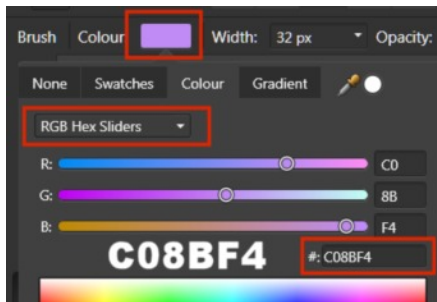 Brush Colour Width: 32 px Opacity:
None Swatches Colour Gradient
RGB Hex Sliders
R: C0
G: 8B
B: F4
C08BF4 #: C08BF4